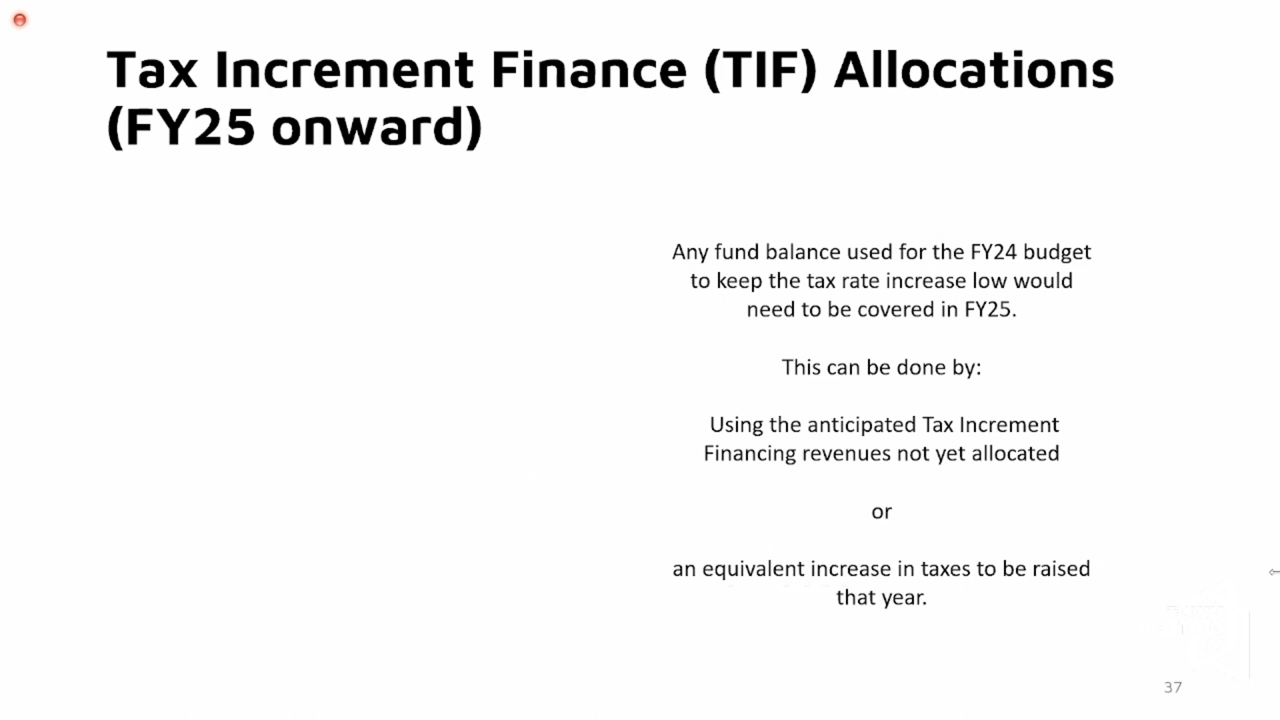 Tax Increment Finance (TIF) Allocations
(FY25 onward)
Any fund balance used for the FY24 budget
to keep the tax rate increase low would
need to be covered in FY25.
This can be done by:
Using the anticipated Tax Increment
Financing revenues not yet allocated
or
an equivalent increase in taxes to be raised
that year.
37